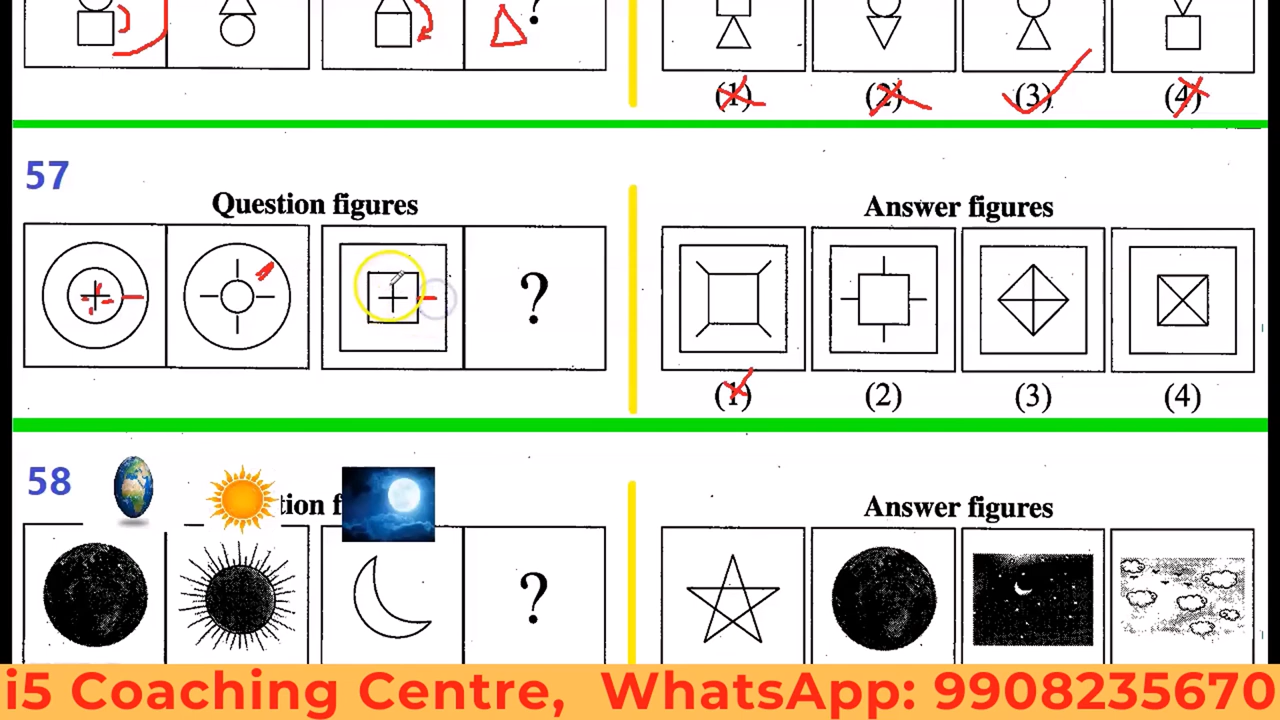 ?
(1) (2) (3) (4)
57
Question figures
Answer figures
?
(1) (2) (3) (4)
58
tion f
Answer figures
?
i5 Coaching Centre, WhatsApp: 9908235670